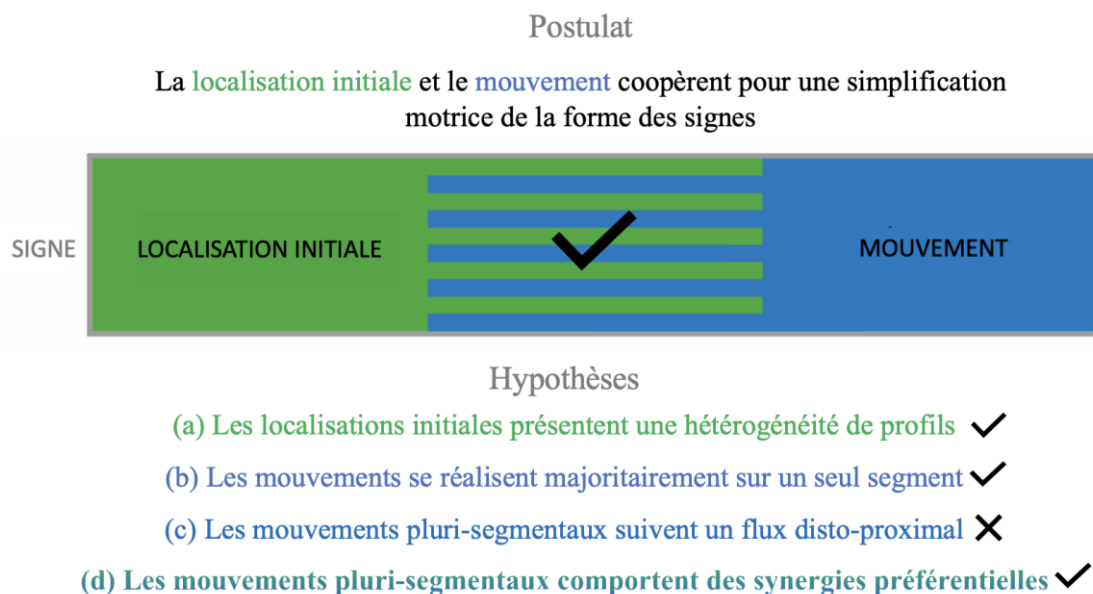 Postulat
La localisation initiale et le mouvement coopèrent pour une simplification
motrice de la forme des signes
SIGNE
LOCALISATION INITIALE
MOUVEMENT
Hypothèses
(a) Les localisations initiales présentent une hétérogénéité de profils
(b) Les mouvements se réalisent majoritairement sur un seul segment
(c) Les mouvements pluri-segmentaux suivent un flux disto-proximal
(d) Les mouvements pluri-segmentaux comportent des synergies préférentielles